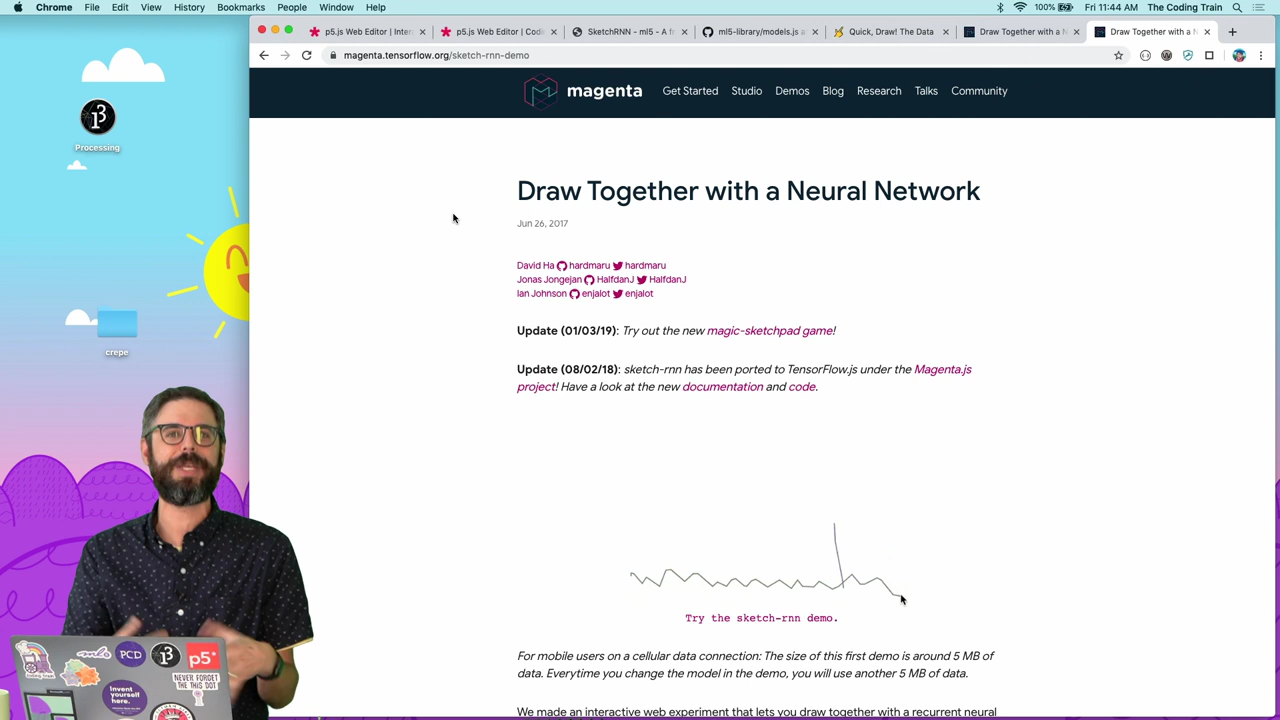 Chrome File Edit View History Bookmarks People Window Help
100% Fri 11:44 AM The Coding Train
p5.js Web Editor | Inter
p5.js Web Editor | Codi
SketchRNN - ml5 - A f
ml5-library/models.js a
Quick, Draw! The Data
Draw Together with a N
Draw Together with a N
magenta.tensorflow.org/sketch-rnn-demo
magenta Get Started Studio Demos Blog Research Talks Community
Processing
crepe
Draw Together with a Neural Network
Jun 26, 2017
David Ha hardmaru hardmaru
Jonas Jongejan HalfdanJ HalfdanJ
Ian Johnson enjalot enjalot
Update (01/03/19): Try out the new magic-sketchpad game!
Update (08/02/18): sketch-rnn has been ported to TensorFlow.js under the Magenta.js
project! Have a look at the new documentation and code.
Try the sketch-rnn demo.
For mobile users on a cellular data connection: The size of this first demo is around 5 MB of
data. Everytime you change the model in the demo, you will use another 5 MB of data.
We made an interactive web experiment that lets you draw together with a recurrent neural
ml5
PCD
p5*
NEVER FORGET
THE THIS DOT
Invent
yourself
here.